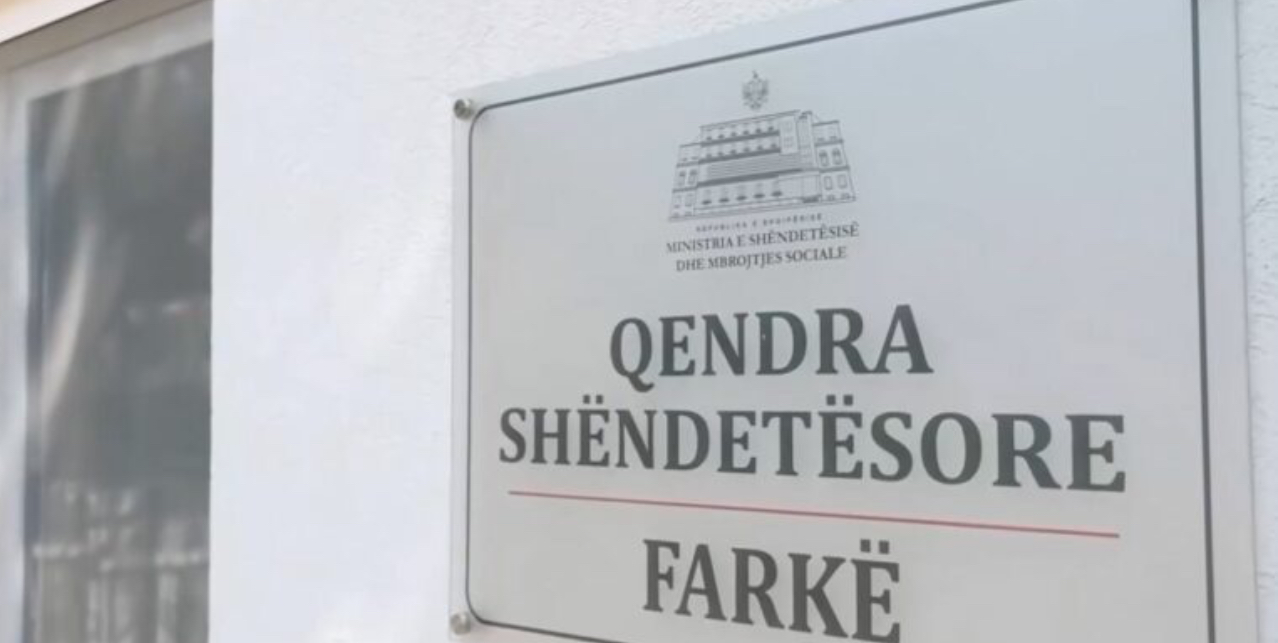 REPUBLIKA E SHQIPËRISË
MINISTRIA E SHËNDETËSISË
DHE MBROJTJES SOCIALE
QENDRA
SHËNDETËSORE
FARKË